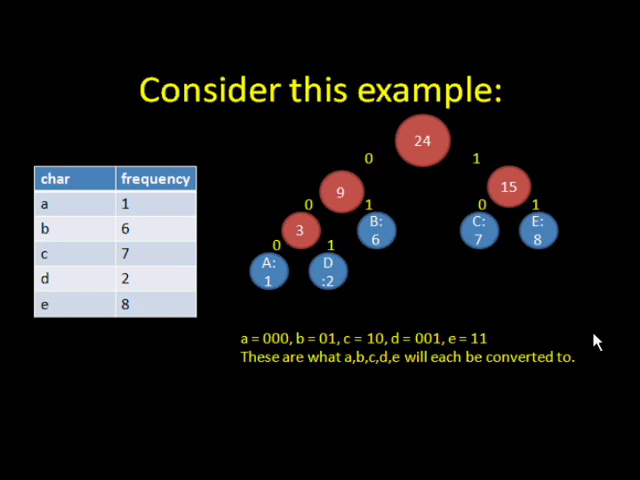 Consider this example:
24
0 1
9 15
0 1 0 1
3 B: 6 C: 7 E: 8
0 1
A: 1 D :2
char frequency
a 1
b 6
c 7
d 2
e 8
a = 000, b = 01, c = 10, d = 001, e = 11
These are what a,b,c,d,e will each be converted to.